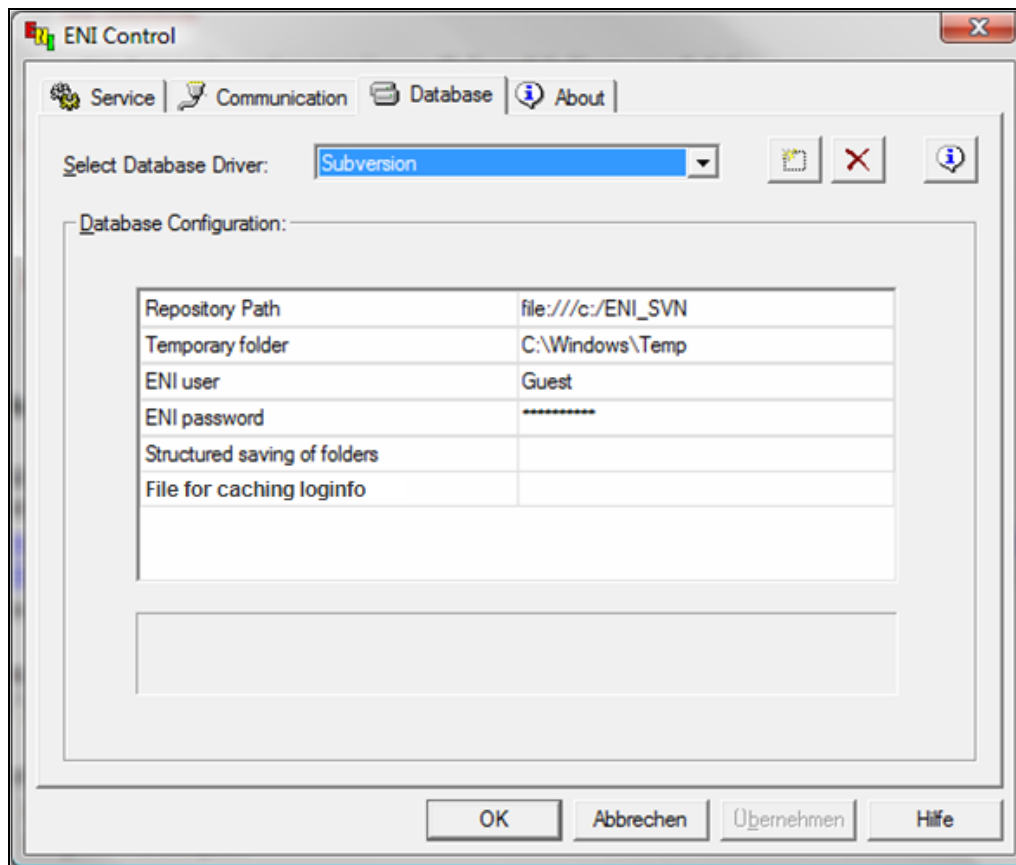 ENI Control
Service Communication Database About
Select Database Driver: Subversion
Database Configuration:
Repository Path file:///c:/ENI_SVN
Temporary folder C:\Windows\Temp
ENI user Guest
ENI password **********
Structured saving of folders
File for caching loginfo
OK Abbrechen Übernehmen Hilfe